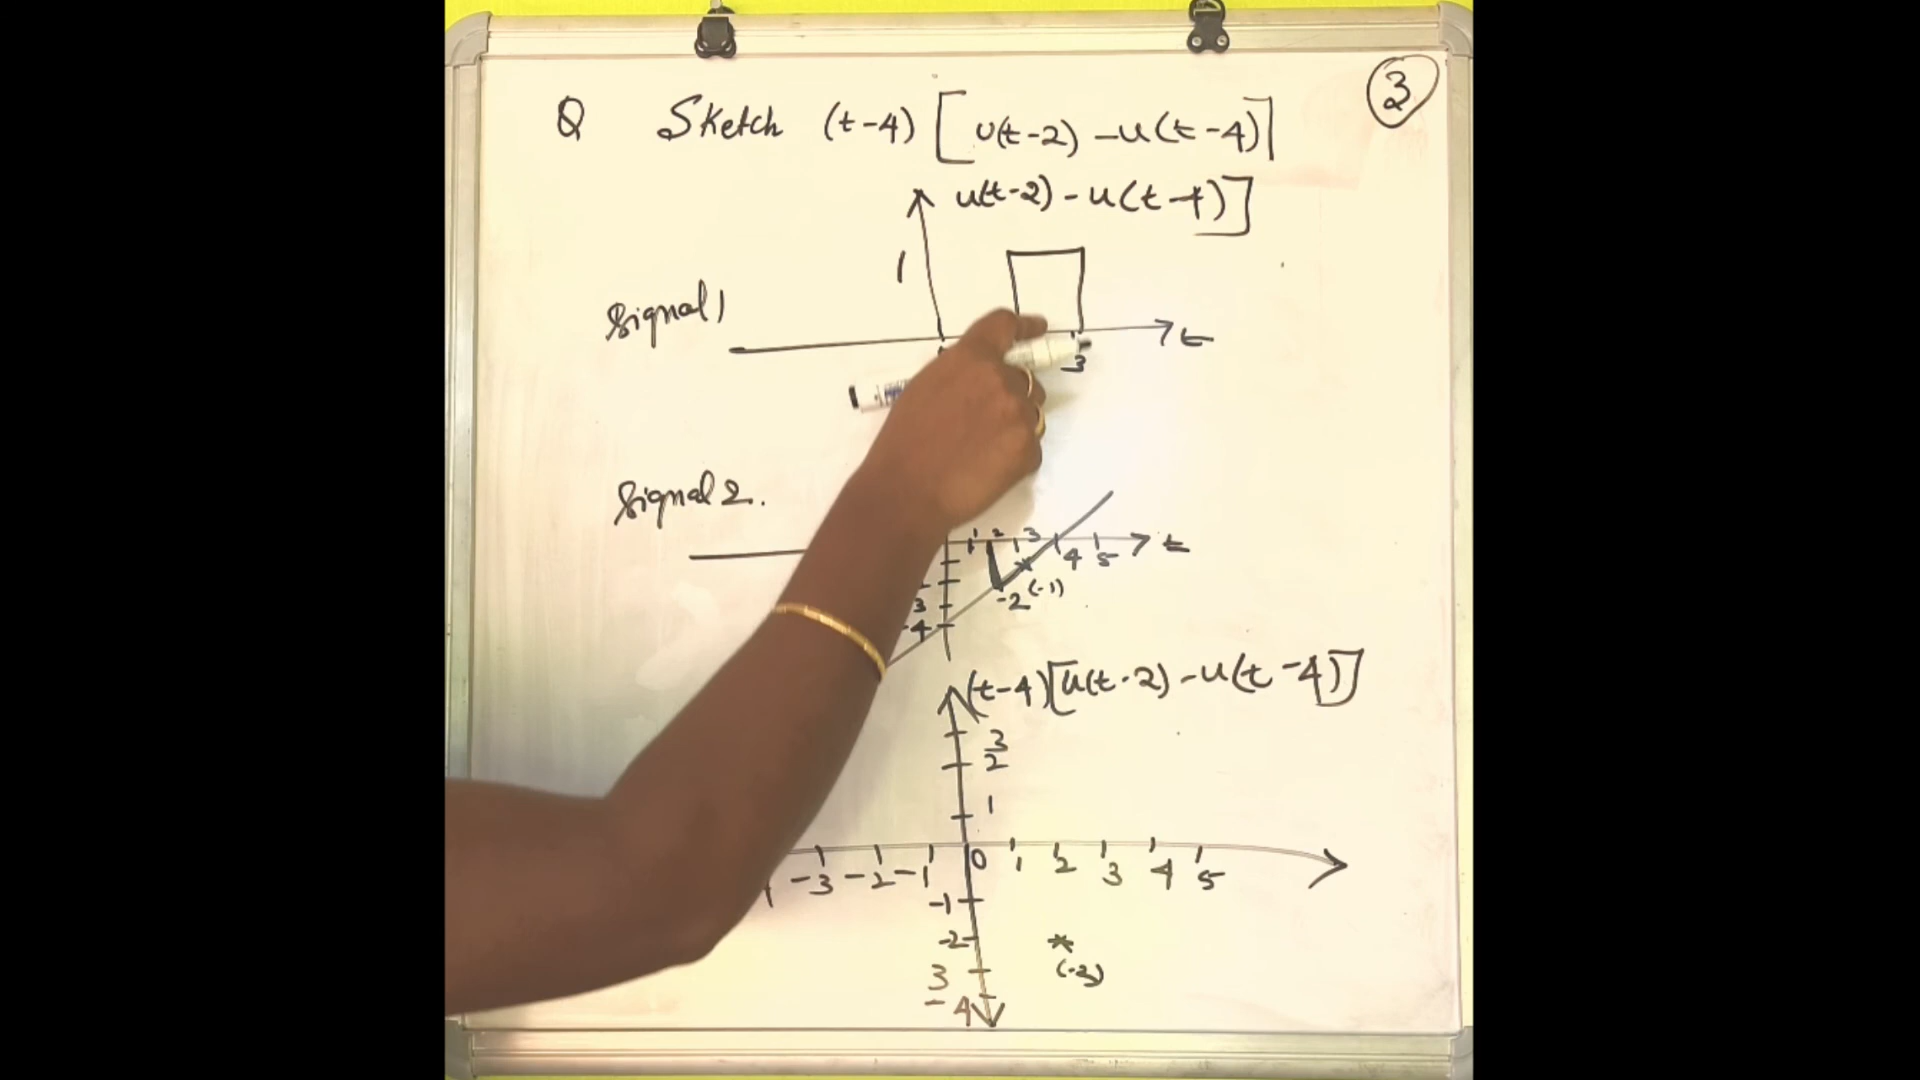 3
Q Sketch (t-4) [u(t-2) - u(t-4)]
u(t-2) - u(t-4)]
1
Signal 1
t
3
Signal 2.
1 2 3 4 5 t
-2 (-1)
3
-4
(t-4)[u(t-2) - u(t-4)]
3
2
1
-3 -2 -1 0 1 2 3 4 5
-1
-2
3 (-2)
-4